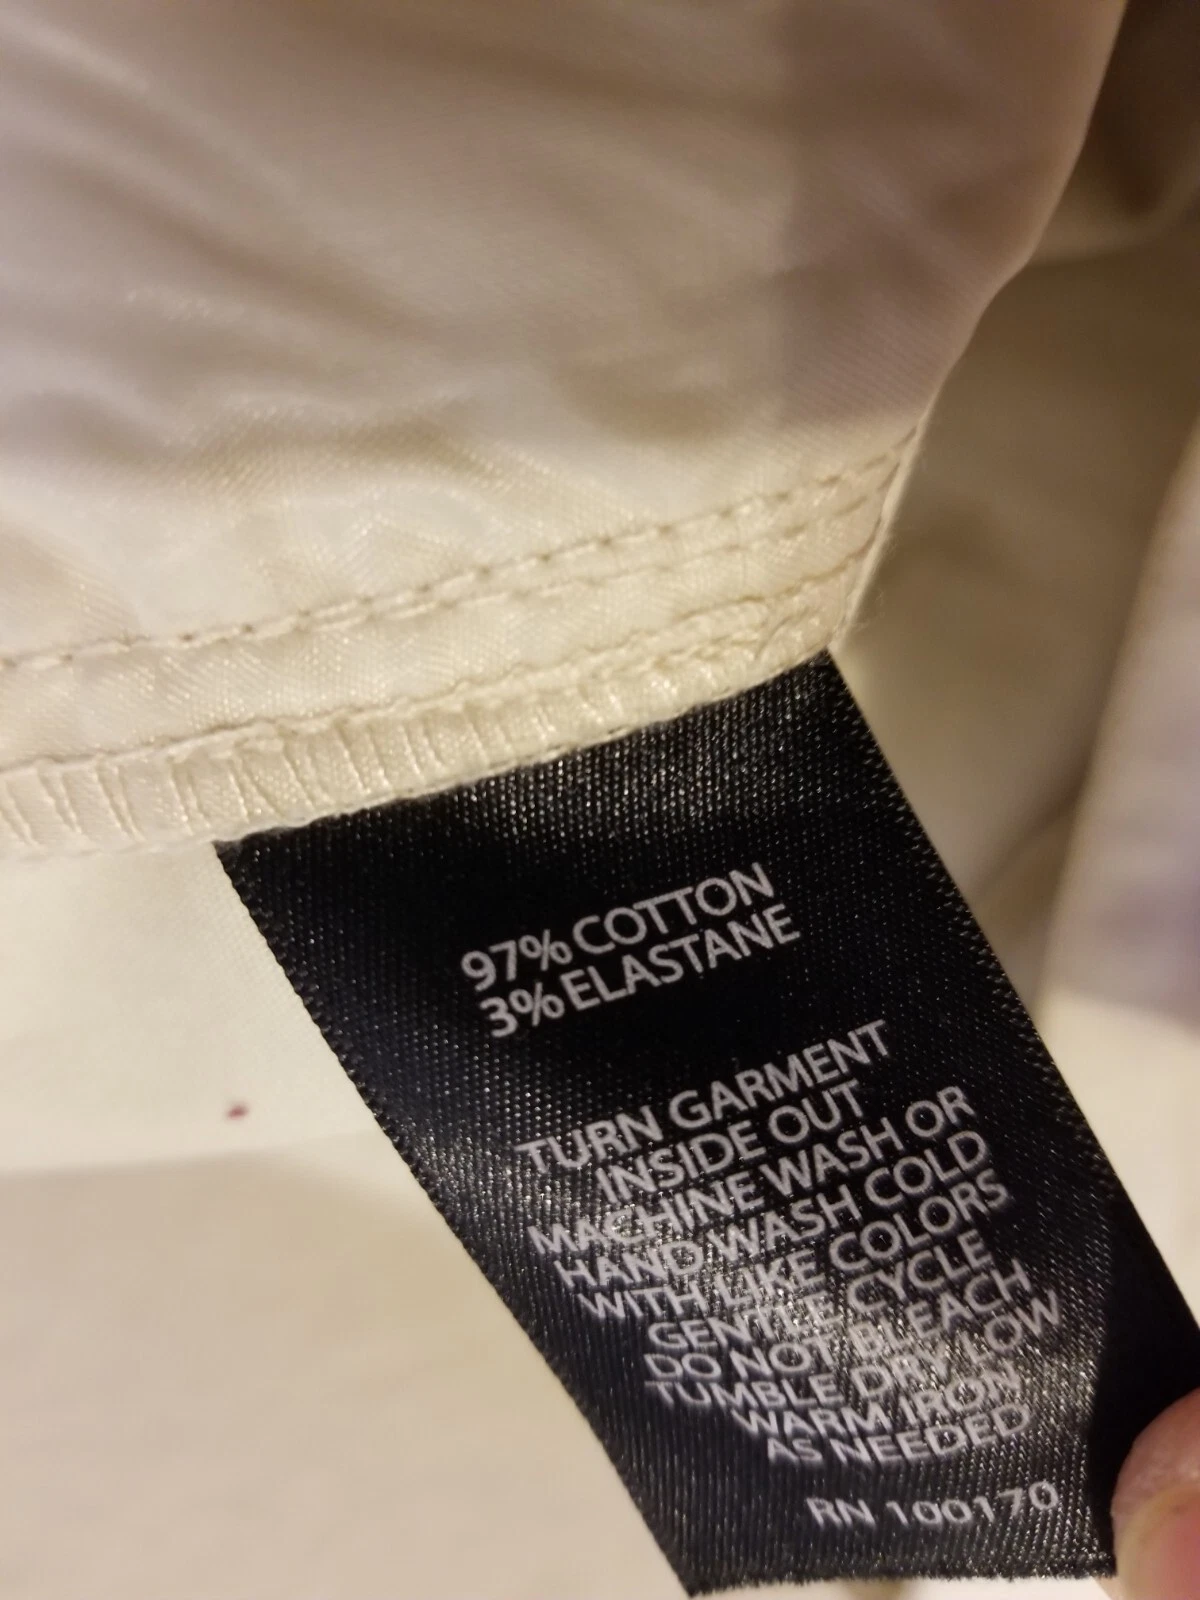 97% COTTON
3% ELASTANE
TURN GARMENT
INSIDE OUT
MACHINE WASH OR
HAND WASH COLD
WITH LIKE COLORS
GENTLE CYCLE
DO NOT BLEACH
TUMBLE DRY LOW
WARM IRON
AS NEEDED
RN 100170